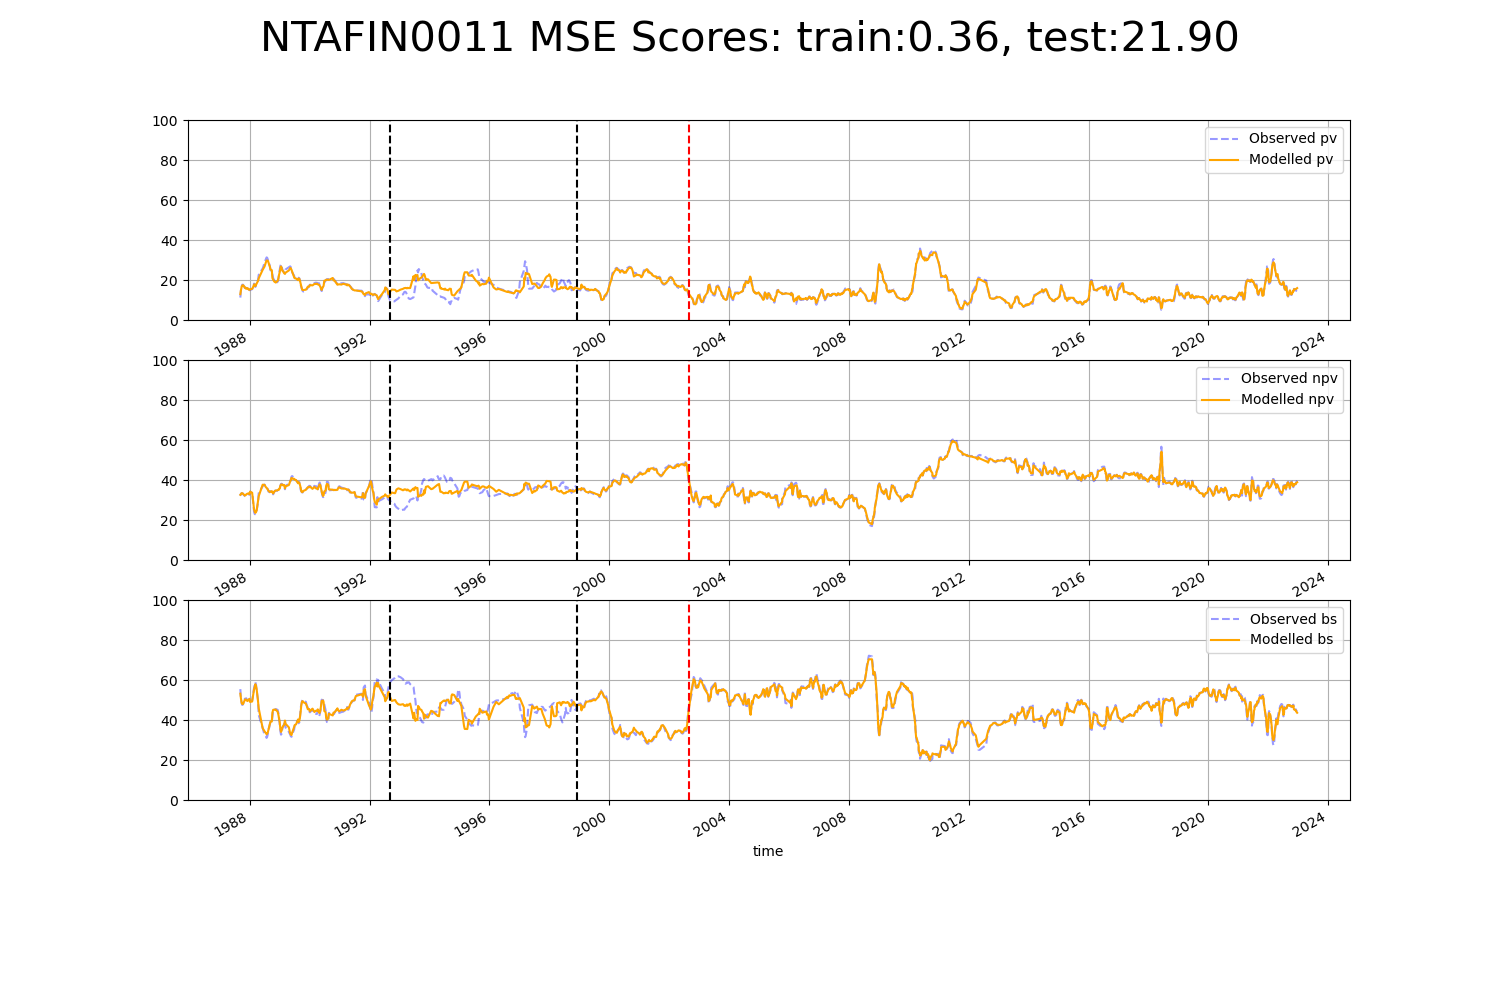 NTAFIN0011 MSE Scores: train:0.36, test:21.90
100
80
60
40
20
0
Observed pv
Modelled pv
1988 1992 1996 2000 2004 2008 2012 2016 2020 2024
100
80
60
40
20
0
Observed npv
Modelled npv
1988 1992 1996 2000 2004 2008 2012 2016 2020 2024
100
80
60
40
20
0
Observed bs
Modelled bs
1988 1992 1996 2000 2004 2008 2012 2016 2020 2024
time